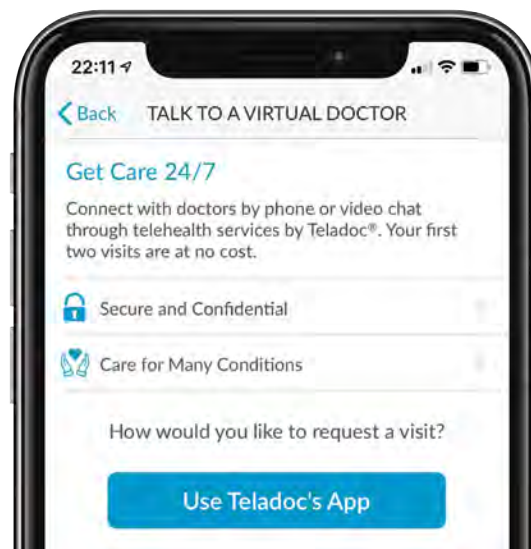 22:11
Back TALK TO A VIRTUAL DOCTOR
Get Care 24/7
Connect with doctors by phone or video chat
through telehealth services by Teladoc®. Your first
two visits are at no cost.
Secure and Confidential
Care for Many Conditions
How would you like to request a visit?
Use Teladoc's App